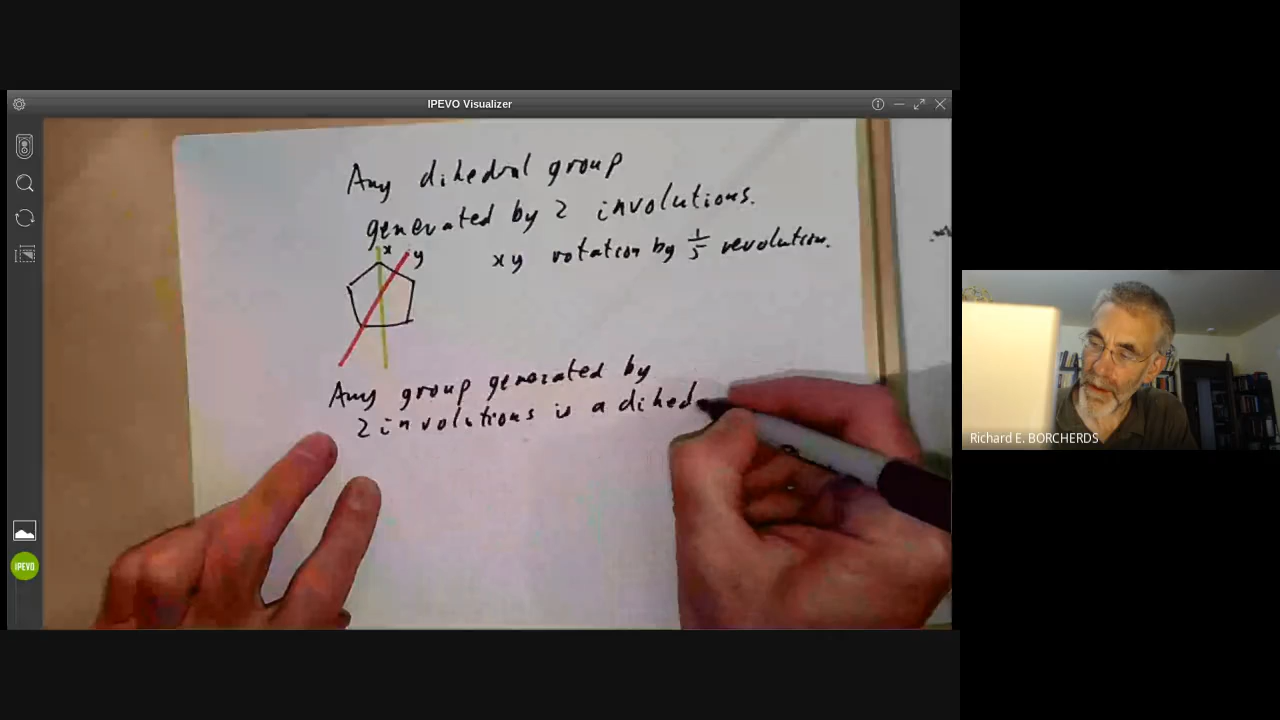 IPEVO Visualizer
Any dihedral group
generated by 2 involutions.
x y
xy rotation by 1/5 revolution.
Any group generated by
2 involutions is a dihed
IPEVO
Richard E. BORCHERDS